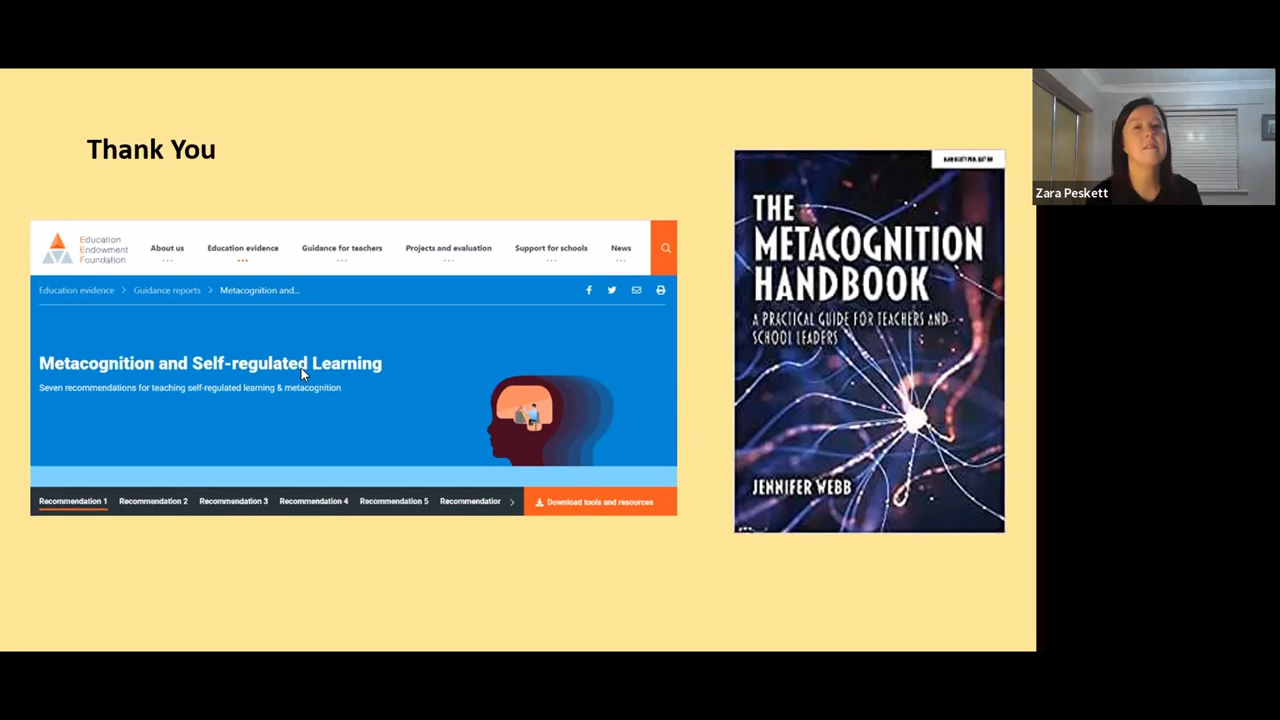 Thank You
Education
Endowment
Foundation
About us
Education evidence
Guidance for teachers
Projects and evaluation
Support for schools
News
Education evidence > Guidance reports > Metacognition and...
Metacognition and Self-regulated Learning
Seven recommendations for teaching self-regulated learning & metacognition
Recommendation 1
Recommendation 2
Recommendation 3
Recommendation 4
Recommendation 5
Recommendation
Download tools and resources
THE
METACOGNITION
HANDBOOK
A PRACTICAL GUIDE FOR TEACHERS AND
SCHOOL LEADERS
JENNIFER WEBB
Zara Peskett